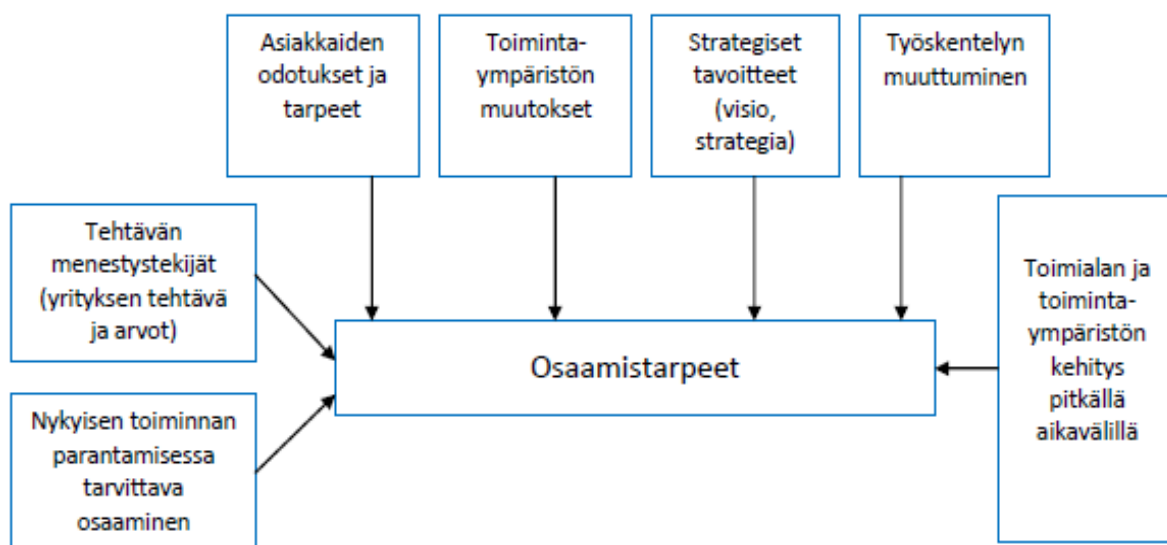 Asiakkaiden
odotukset ja
tarpeet
Toiminta-
ympäristön
muutokset
Strategiset
tavoitteet
(visio,
strategia)
Työskentelyn
muuttuminen
Tehtävän
menestystekijät
(yrityksen tehtävä
ja arvot)
Toimialan ja
toiminta-
ympäristön
kehitys
pitkällä
aikavälillä
Osaamistarpeet
Nykyisen toiminnan
parantamisessa
tarvittava
osaaminen